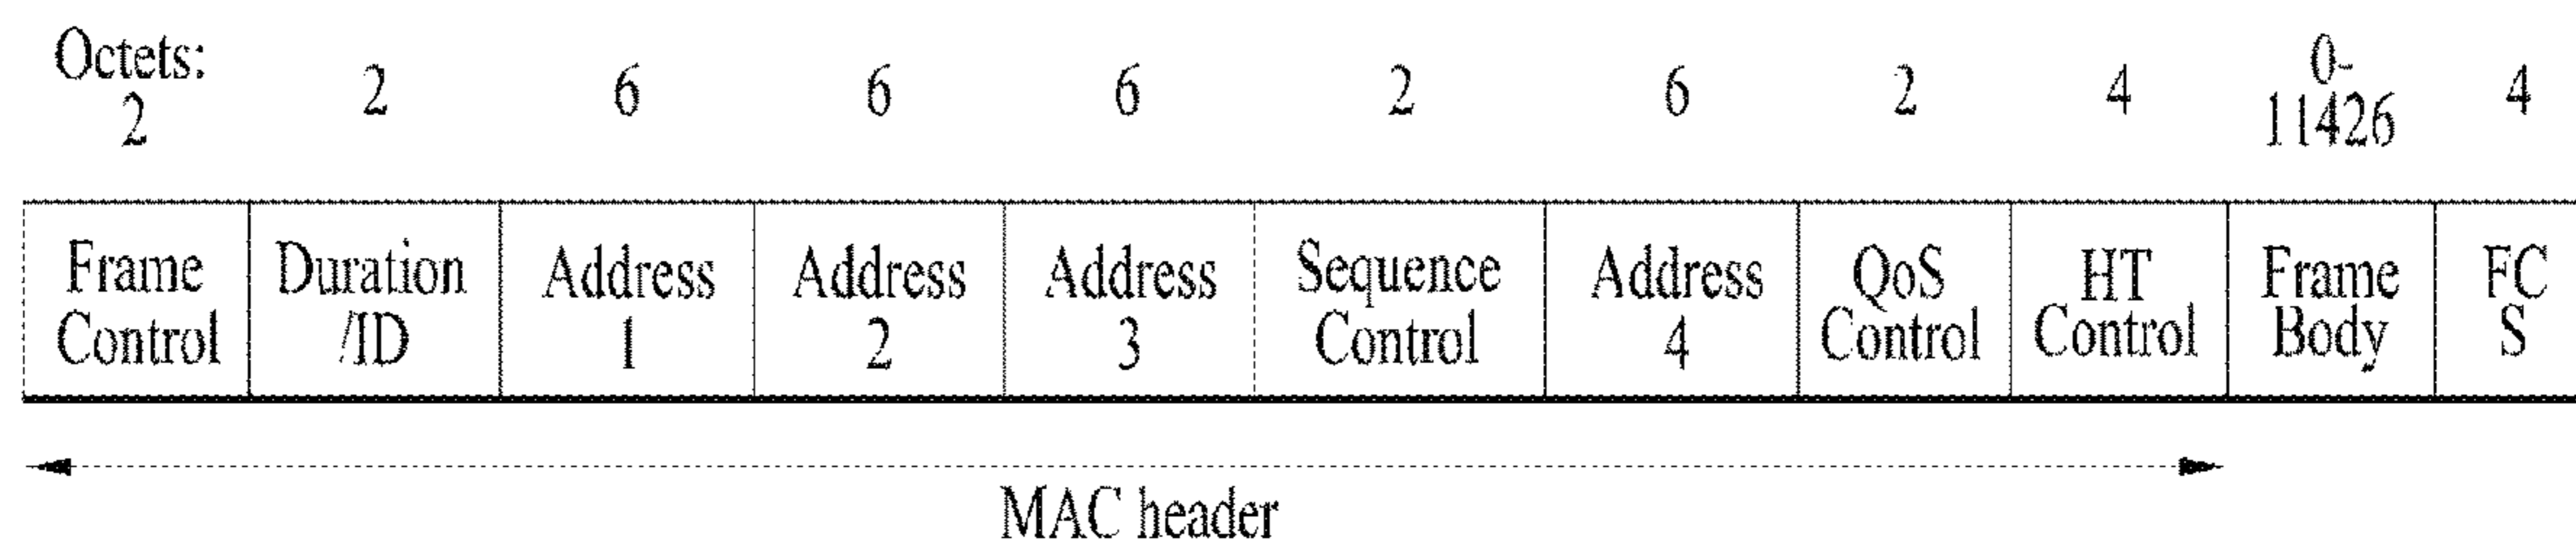 Octets:
2 2 6 6 6 2 6 2 4 0-11426 4
Frame Control
Duration /ID
Address 1
Address 2
Address 3
Sequence Control
Address 4
QoS Control
HT Control
Frame Body
FC S
MAC header